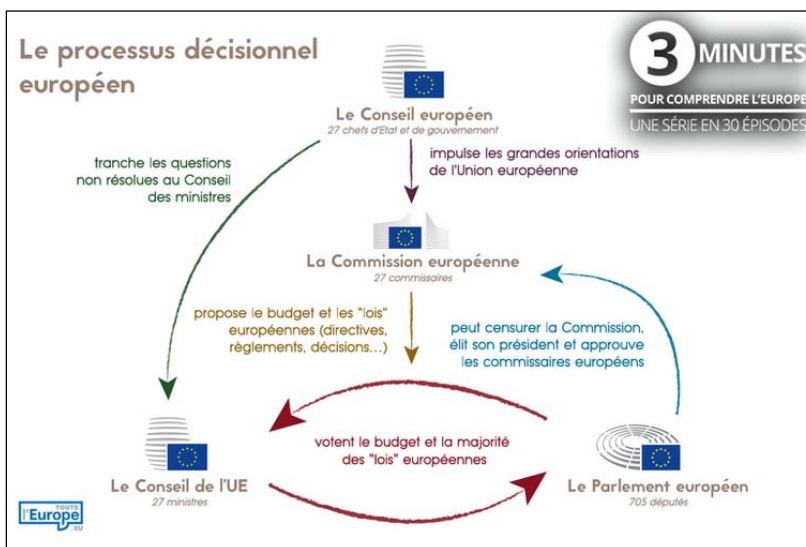 Le processus décisionnel
européen
3 MINUTES
POUR COMPRENDRE L'EUROPE
UNE SÉRIE EN 30 ÉPISODES
Le Conseil européen
27 chefs d'Etat et de gouvernement
tranche les questions
non résolues au Conseil
des ministres
impulse les grandes orientations
de l'Union européenne
La Commission européenne
27 commissaires
propose le budget et les "lois"
européennes (directives,
règlements, décisions...)
peut censurer la Commission,
élit son président et approuve
les commissaires européens
votent le budget et la majorité
des "lois" européennes
Le Conseil de l'UE
27 ministres
Le Parlement européen
705 députés
TOUTE
l'Europe
.EU